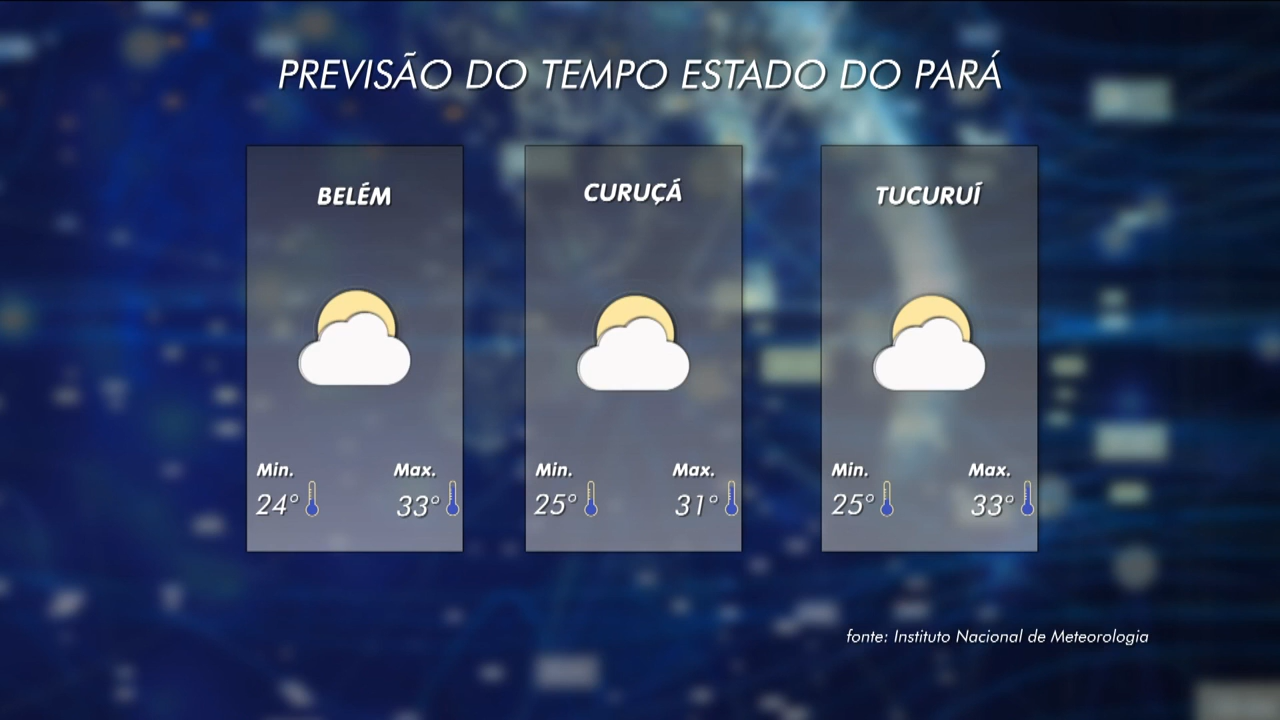 PREVISÃO DO TEMPO ESTADO DO PARÁ
BELÉM
Min. Max.
24° 33°
CURUÇÁ
Min. Max.
25° 31°
TUCURUÍ
Min. Max.
25° 33°
fonte: Instituto Nacional de Meteorologia